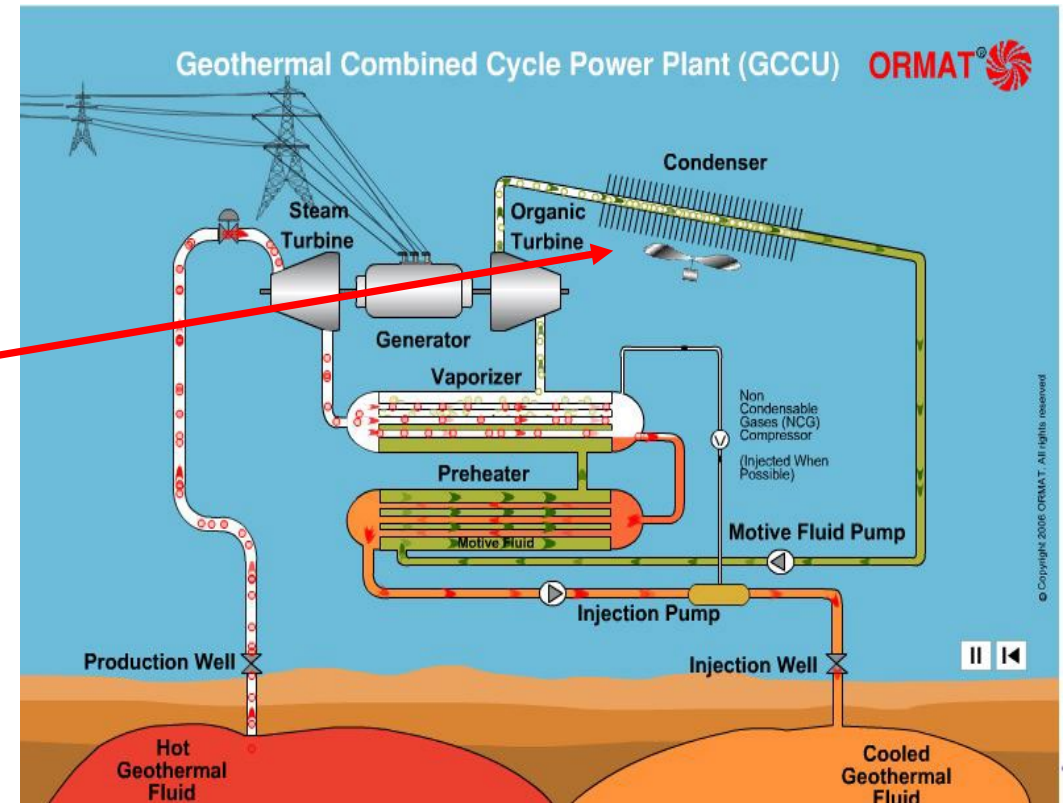 Geothermal Combined Cycle Power Plant (GCCU)
ORMAT®
Condenser
Steam
Turbine
Organic
Turbine
Generator
Vaporizer
Non
Condensable
Gases (NCG)
Compressor
(Injected When
Possible)
Preheater
Motive Fluid
Motive Fluid Pump
Injection Pump
Production Well
Injection Well
Hot
Geothermal
Fluid
Cooled
Geothermal
Fluid
© Copyright 2006 ORMAT. All rights reserved